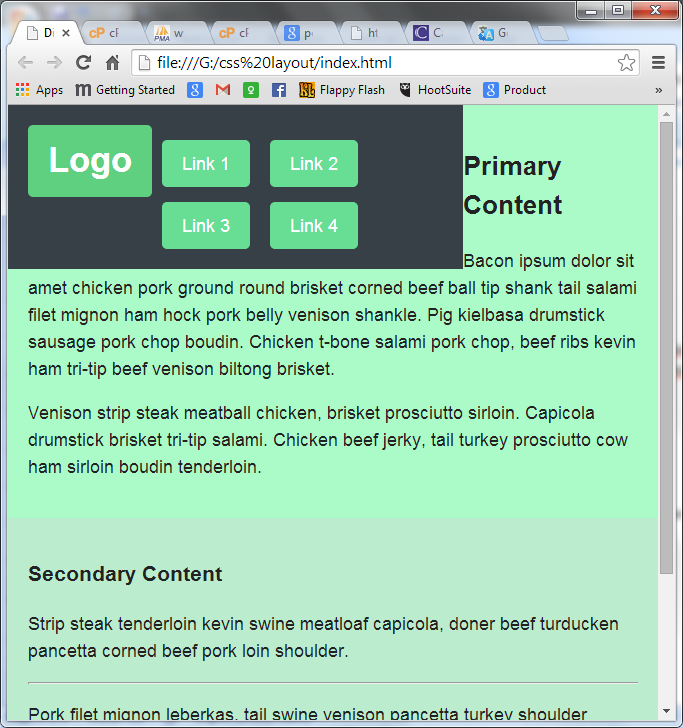 Di
cF
PMA
w
cF
g
p
ht
C
G
file:///G:/css%20layout/index.html
Apps
Getting Started
Flappy Flash
HootSuite
Product
»
Logo
Link 1
Link 2
Link 3
Link 4
Primary
Content
Bacon ipsum dolor sit
amet chicken pork ground round brisket corned beef ball tip shank tail salami
filet mignon ham hock pork belly venison shankle. Pig kielbasa drumstick
sausage pork chop boudin. Chicken t-bone salami pork chop, beef ribs kevin
ham tri-tip beef venison biltong brisket.
Venison strip steak meatball chicken, brisket prosciutto sirloin. Capicola
drumstick brisket tri-tip salami. Chicken beef jerky, tail turkey prosciutto cow
ham sirloin boudin tenderloin.
Secondary Content
Strip steak tenderloin kevin swine meatloaf capicola, doner beef turducken
pancetta corned beef pork loin shoulder.
Pork filet mignon leberkas, tail swine venison pancetta turkey shoulder